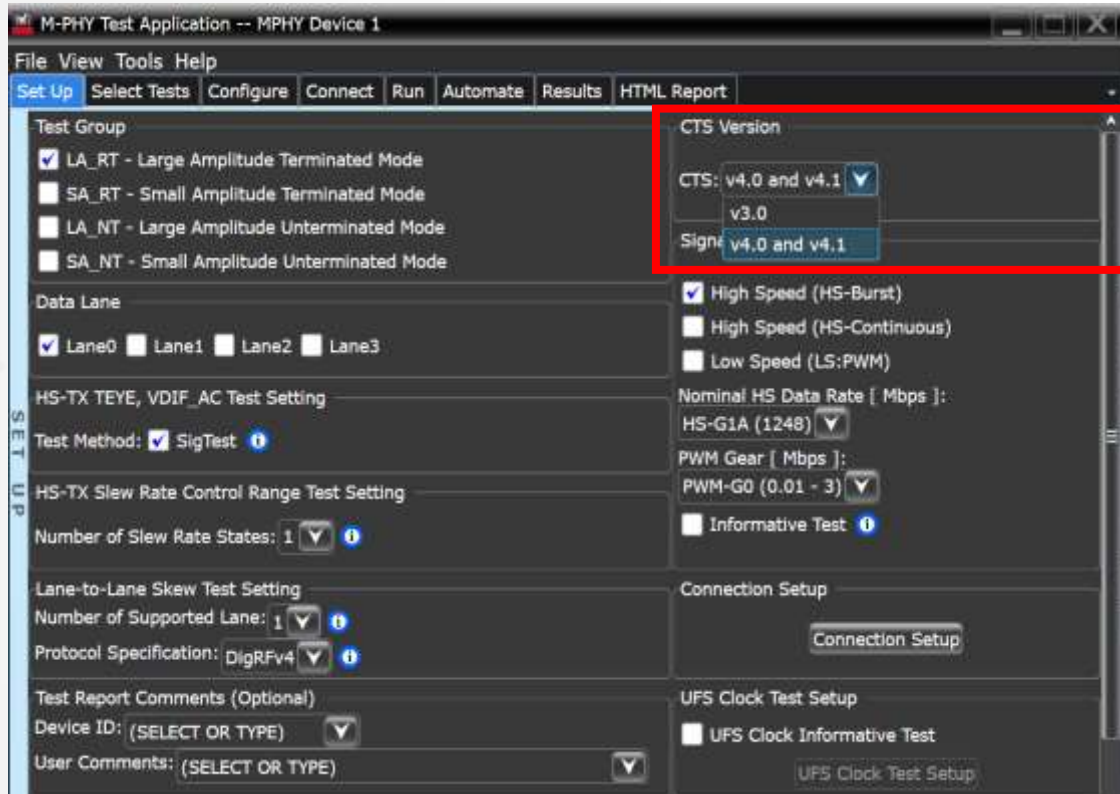 M-PHY Test Application -- MPHY Device 1
File View Tools Help
Set Up Select Tests Configure Connect Run Automate Results HTML Report
SET UP
Test Group
LA_RT - Large Amplitude Terminated Mode
SA_RT - Small Amplitude Terminated Mode
LA_NT - Large Amplitude Unterminated Mode
SA_NT - Small Amplitude Unterminated Mode
Data Lane
Lane0 Lane1 Lane2 Lane3
HS-TX TEYE, VDIF_AC Test Setting
Test Method: SigTest
HS-TX Slew Rate Control Range Test Setting
Number of Slew Rate States: 1
Lane-to-Lane Skew Test Setting
Number of Supported Lane: 1
Protocol Specification: DigRFv4
Test Report Comments (Optional)
Device ID: (SELECT OR TYPE)
User Comments: (SELECT OR TYPE)
CTS Version
CTS: v4.0 and v4.1
v3.0
v4.0 and v4.1
High Speed (HS-Burst)
High Speed (HS-Continuous)
Low Speed (LS:PWM)
Nominal HS Data Rate [ Mbps ]:
HS-G1A (1248)
PWM Gear [ Mbps ]:
PWM-G0 (0.01 - 3)
Informative Test
Connection Setup
Connection Setup
UFS Clock Test Setup
UFS Clock Informative Test
UFS Clock Test Setup